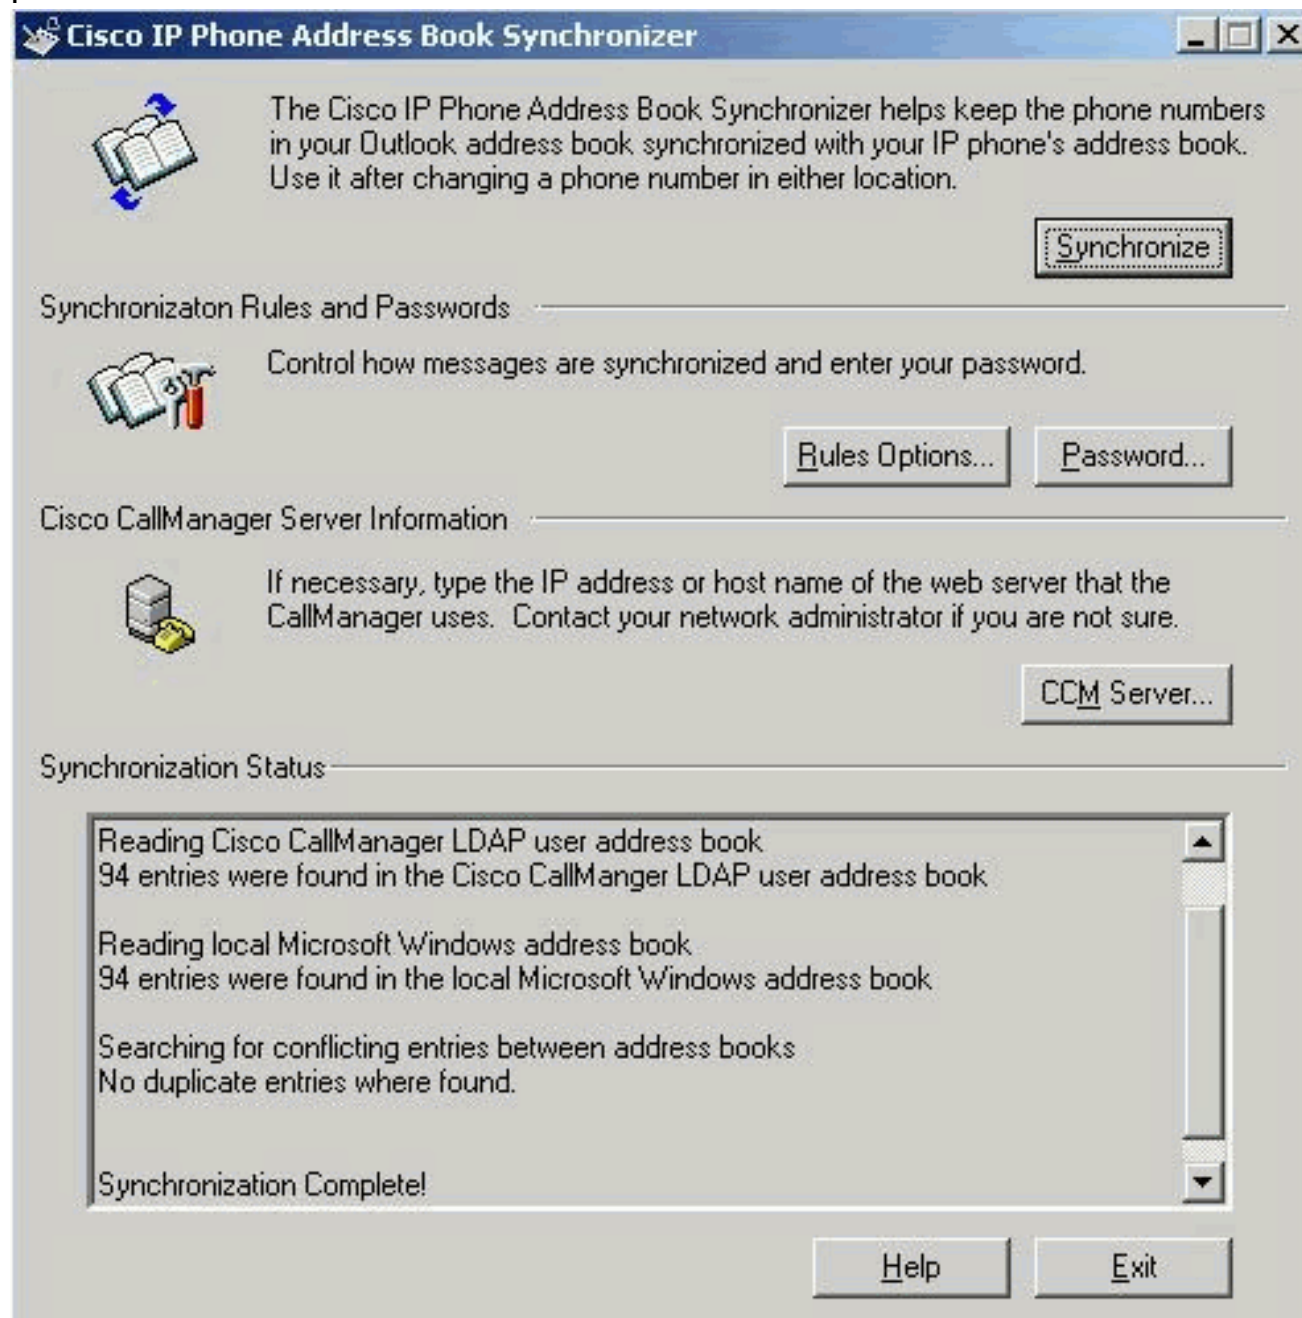 Cisco IP Phone Address Book Synchronizer
The Cisco IP Phone Address Book Synchronizer helps keep the phone numbers
in your Outlook address book synchronized with your IP phone's address book.
Use it after changing a phone number in either location.
Synchronize
Synchronizaton Rules and Passwords
Control how messages are synchronized and enter your password.
Rules Options... Password...
Cisco CallManager Server Information
If necessary, type the IP address or host name of the web server that the
CallManager uses. Contact your network administrator if you are not sure.
CCM Server...
Synchronization Status
Reading Cisco CallManager LDAP user address book
94 entries were found in the Cisco CallManger LDAP user address book
Reading local Microsoft Windows address book
94 entries were found in the local Microsoft Windows address book
Searching for conflicting entries between address books
No duplicate entries where found.
Synchronization Complete!
Help Exit